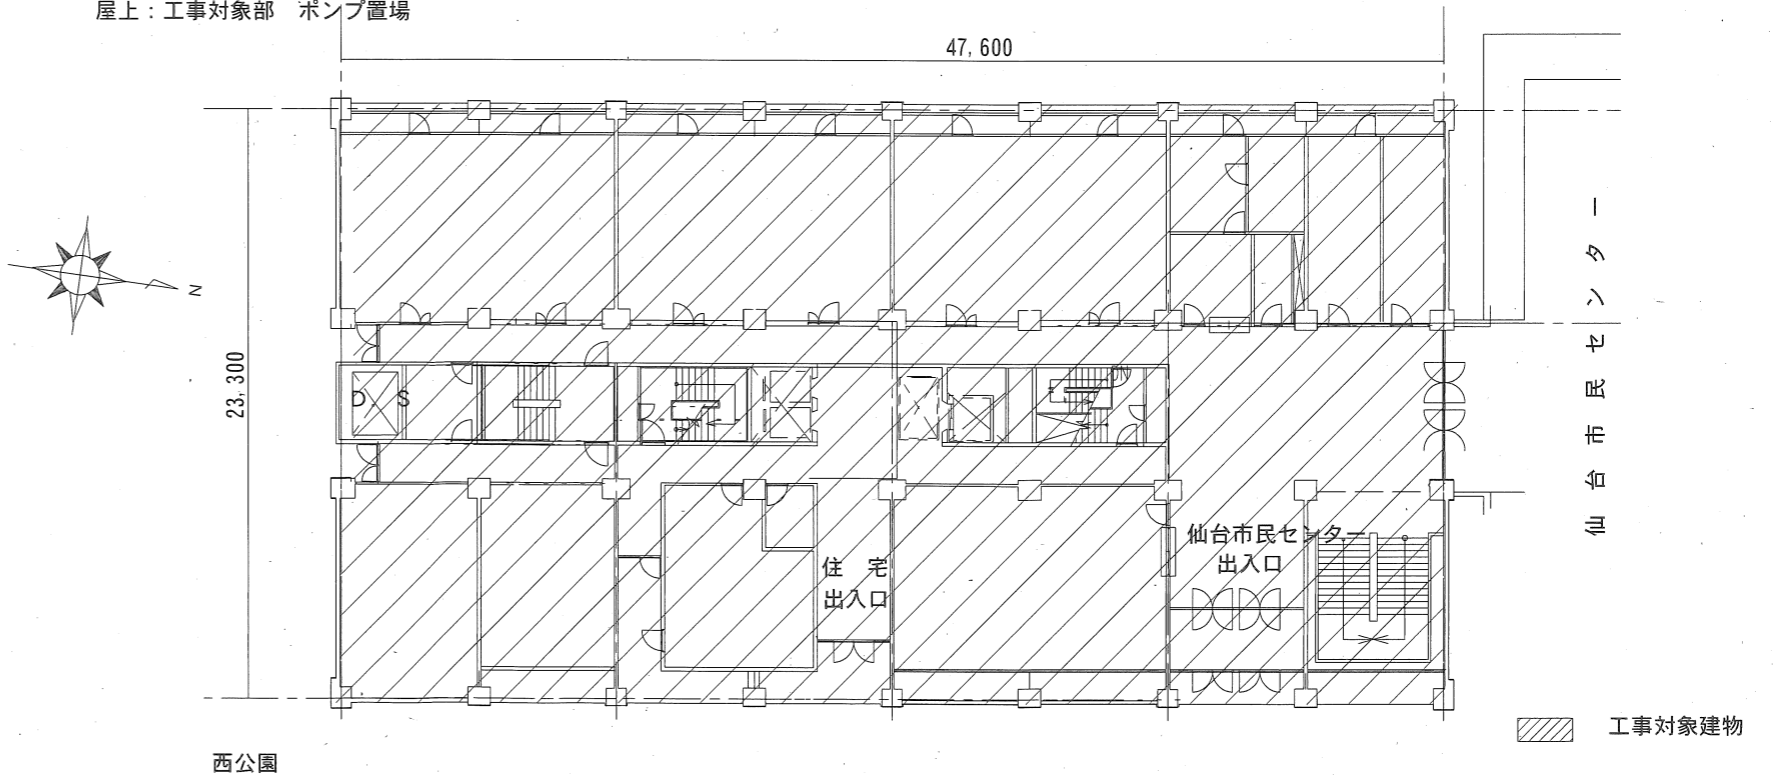 屋上：工事対象部　ポンプ置場
47,600
23,300
N
D　S
住　宅
出入口
仙台市民センター
出入口
仙台市民センター
工事対象建物
西公園